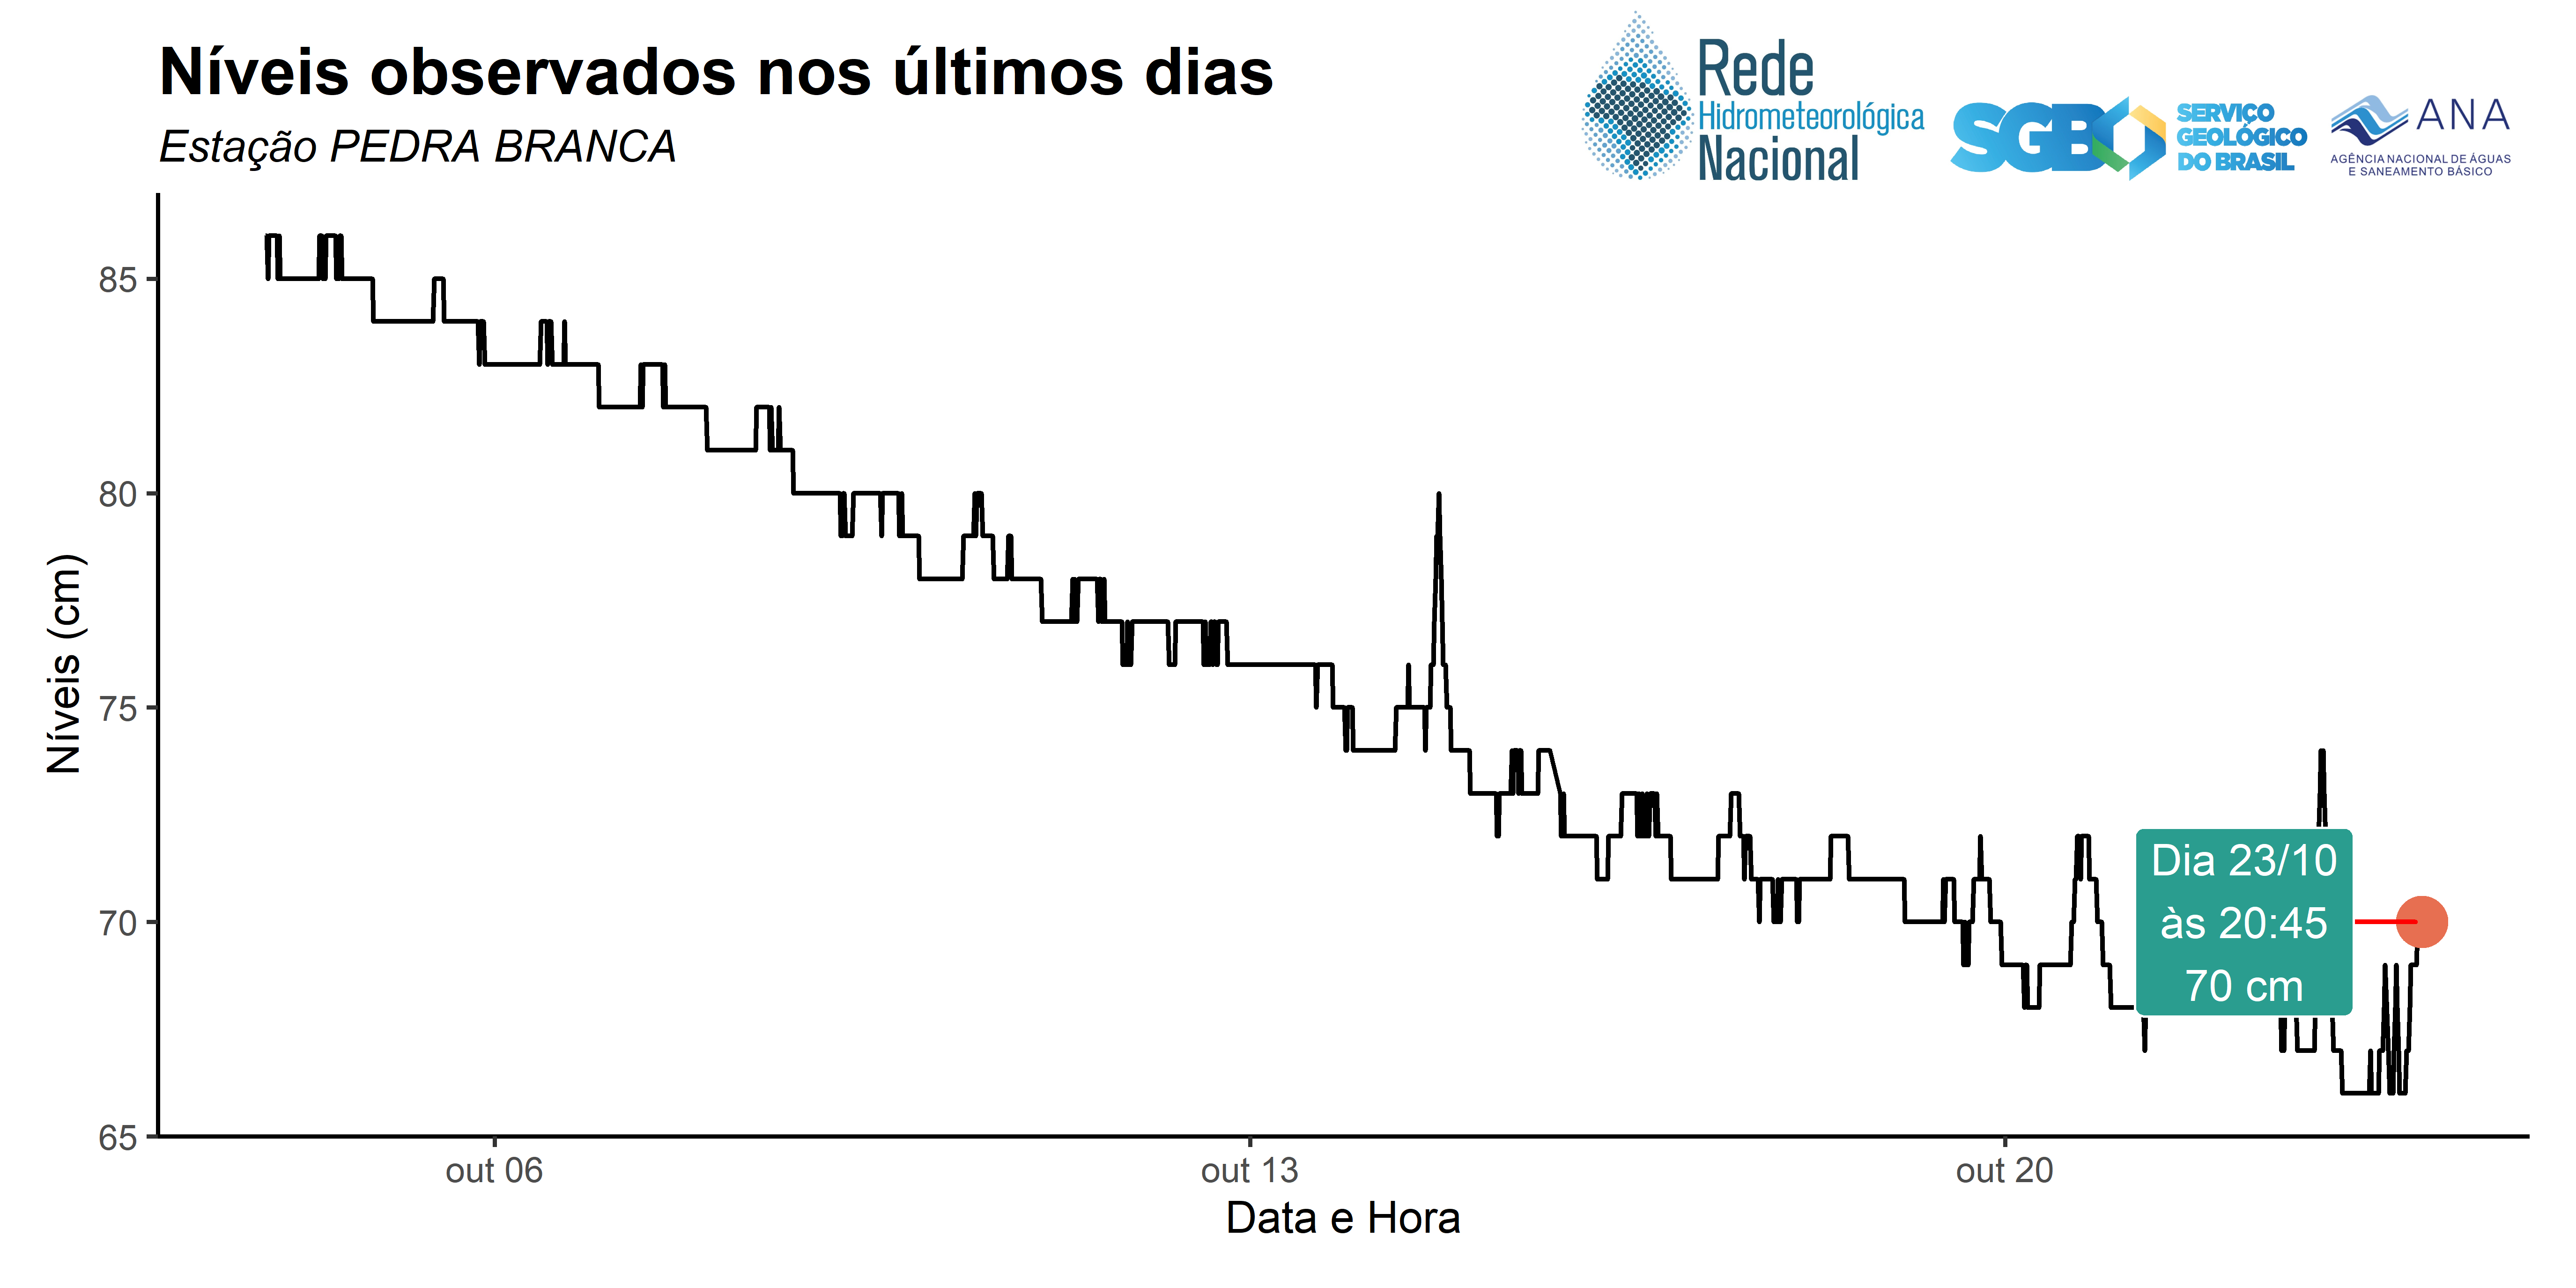 Níveis observados nos últimos dias
Estação PEDRA BRANCA
Rede
Hidrometeorológica
Nacional
SGB
SERVIÇO
GEOLÓGICO
DO BRASIL
ANA
AGÊNCIA NACIONAL DE ÁGUAS
E SANEAMENTO BÁSICO
Níveis (cm)
85
80
75
70
65
Dia 23/10
às 20:45
70 cm
out 06
out 13
out 20
Data e Hora